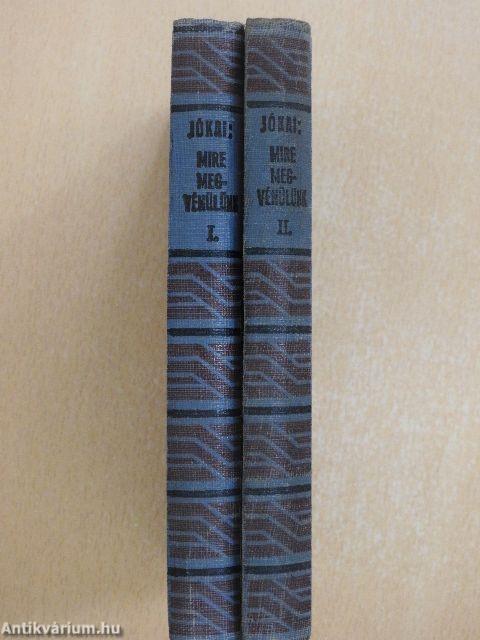 JÓKAI:
MIRE
MEG-
VÉNÜLÜNK
I.
JÓKAI:
MIRE
MEG-
VÉNÜLÜNK
II.
Antikvárium.hu